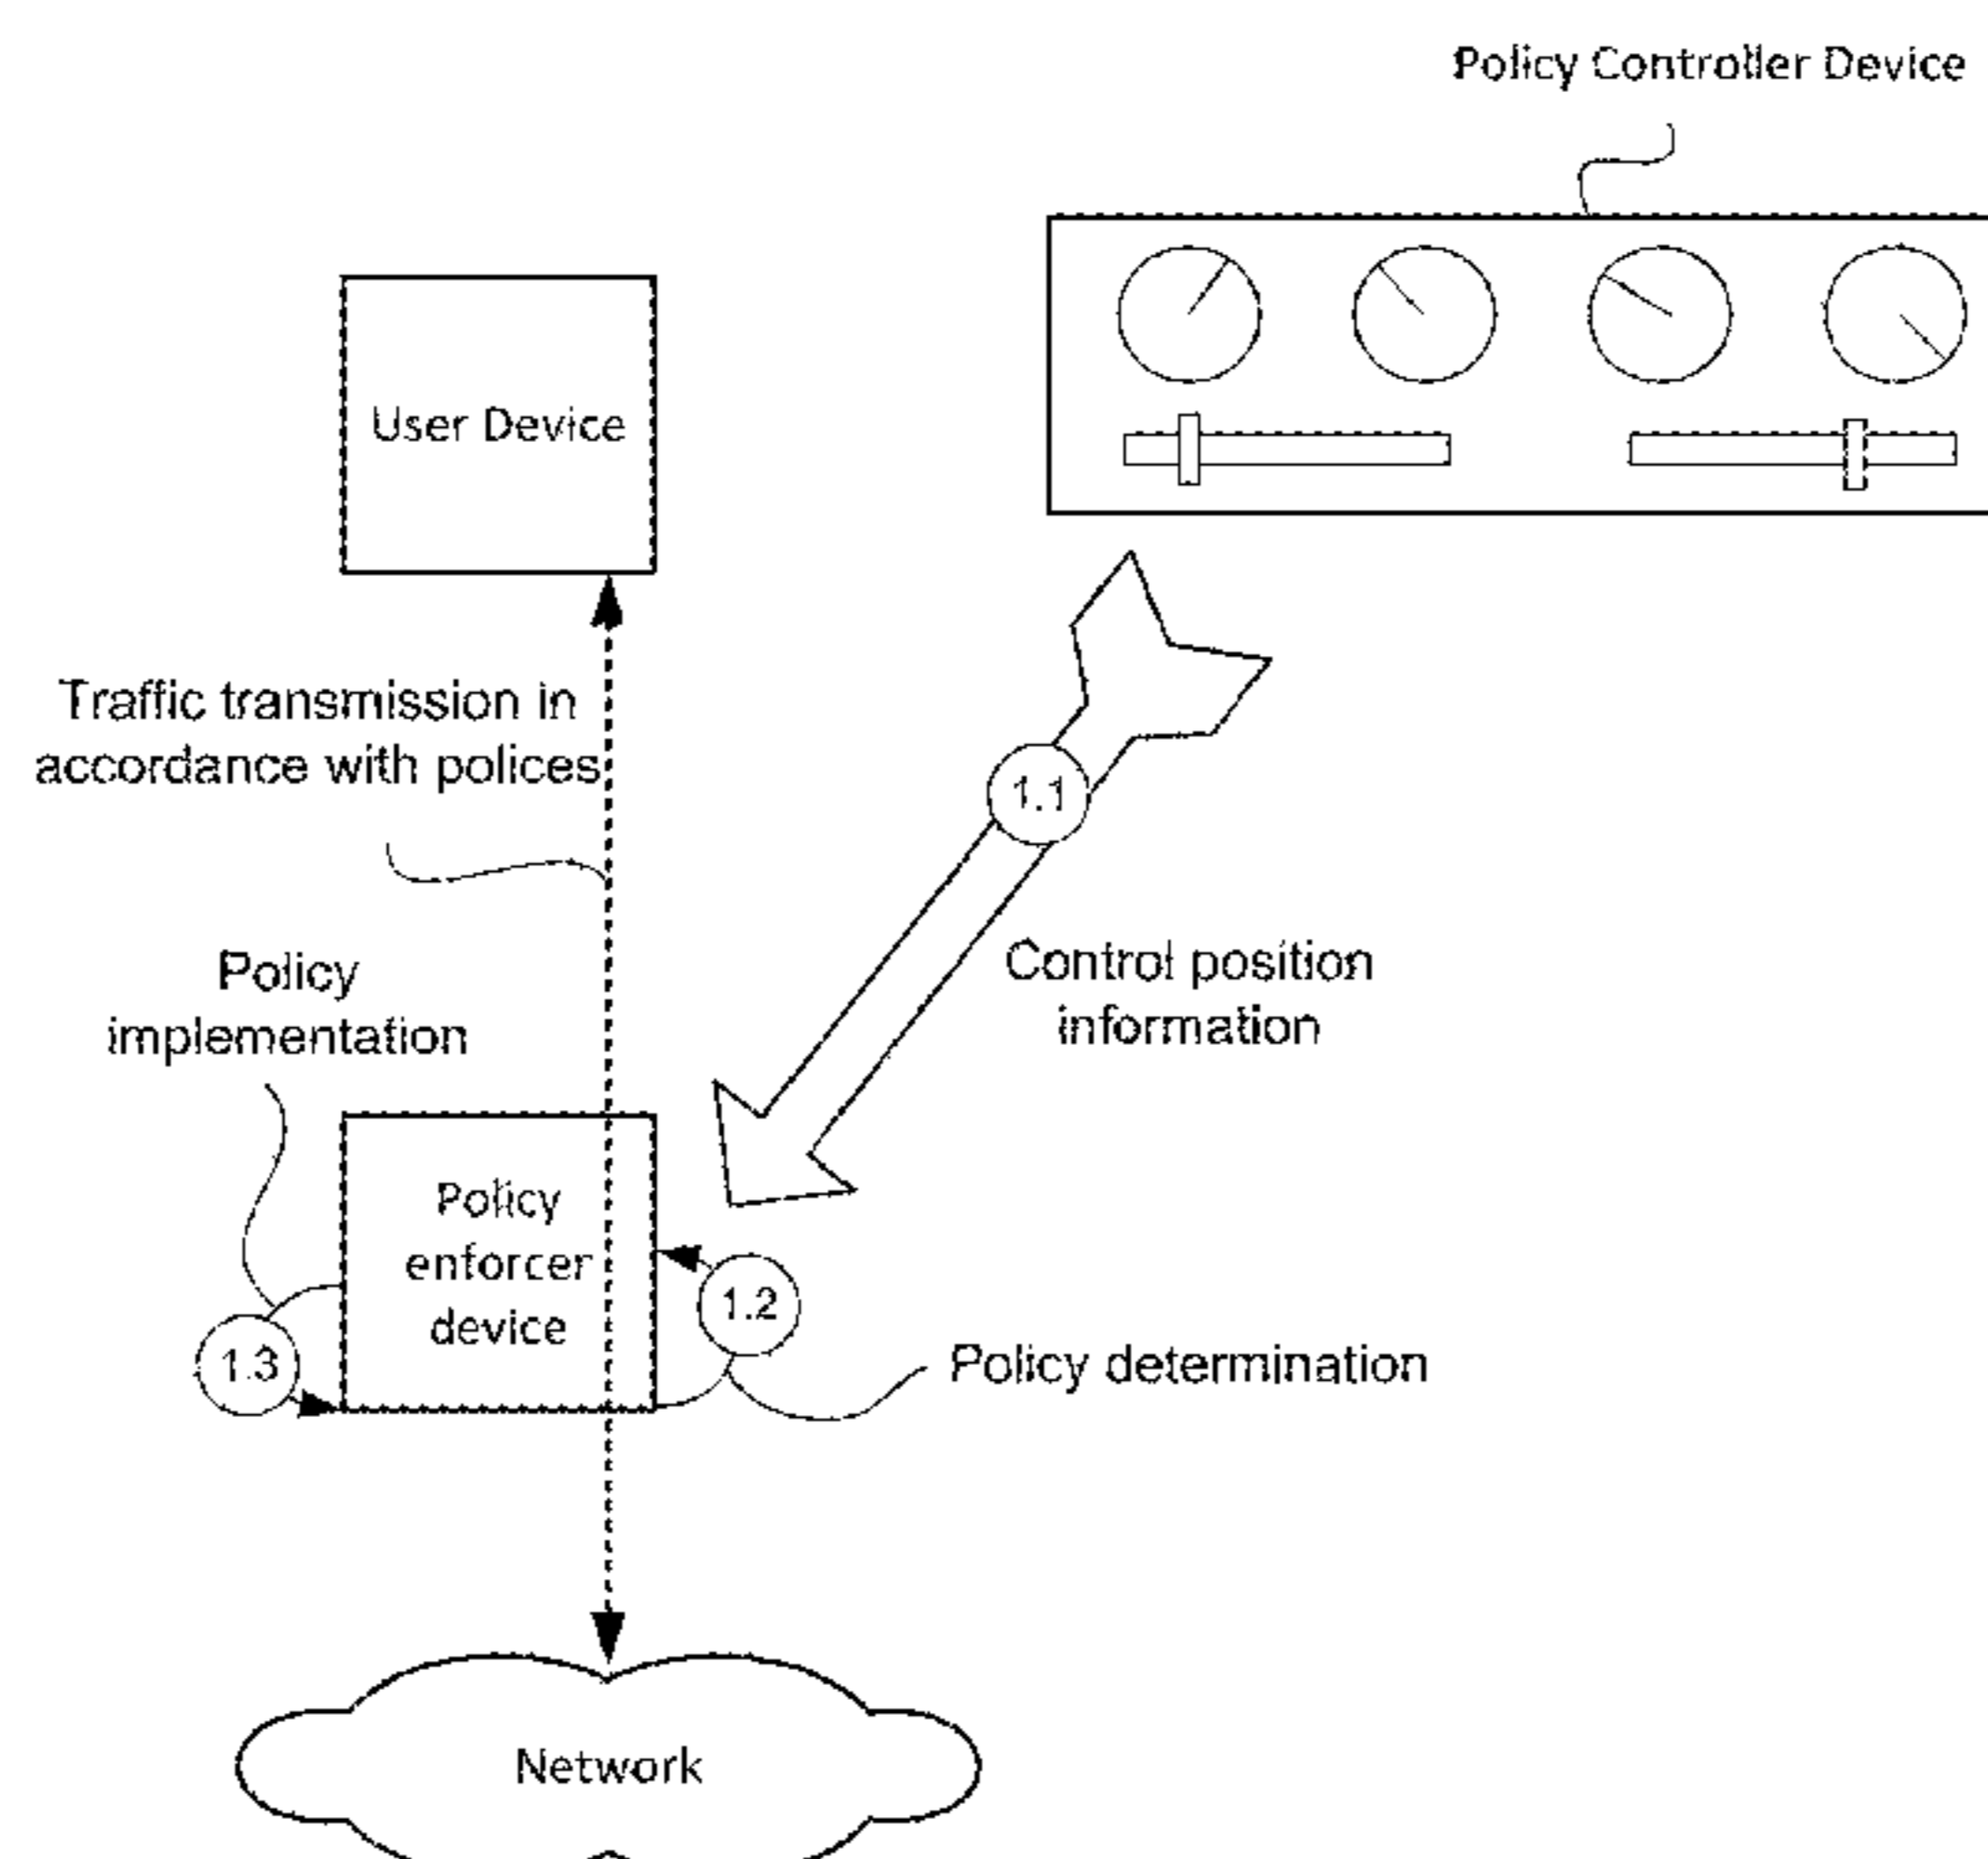 Policy Controller Device
User Device
Traffic transmission in
accordance with polices
1.1
Control position
information
Policy
implementation
Policy
enforcer
device
1.2
1.3
Policy determination
Network